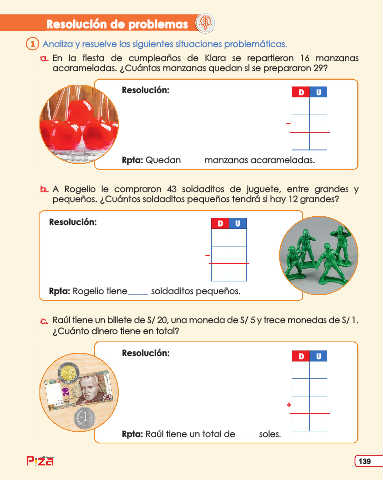 Resolución de problemas
1 Analiza y resuelve las siguientes situaciones problemáticas.
a. En la fiesta de cumpleaños de Kiara se repartieron 16 manzanas
acarameladas. ¿Cuántas manzanas quedan si se prepararon 29?
Resolución:
D U
–
Rpta: Quedan manzanas acarameladas.
b. A Rogelio le compraron 43 soldaditos de juguete, entre grandes y
pequeños. ¿Cuántos soldaditos pequeños tendrá si hay 12 grandes?
Resolución:
D U
–
Rpta: Rogelio tiene_____ soldaditos pequeños.
c. Raúl tiene un billete de S/ 20, una moneda de S/ 5 y trece monedas de S/ 1.
¿Cuánto dinero tiene en total?
Resolución:
D U
+
Rpta: Raúl tiene un total de soles.
139